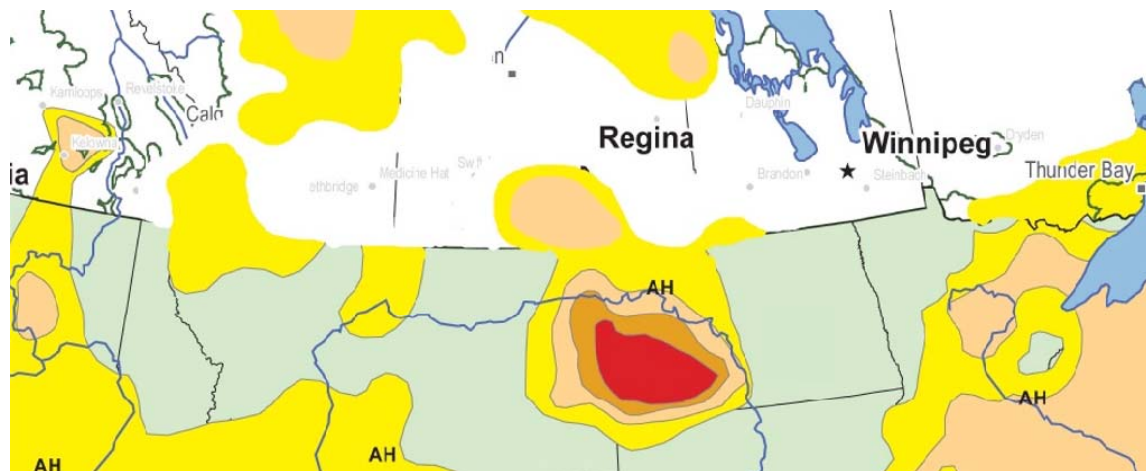 n
Kamloops
Revelstoke
Calg
Kelowna
ia
Dauphin
Regina
Winnipeg
Dryden
Swif
Medicine Hat
ethbridge
Brandon
Steinbach
Thunder Bay
AH
AH
AH
AH